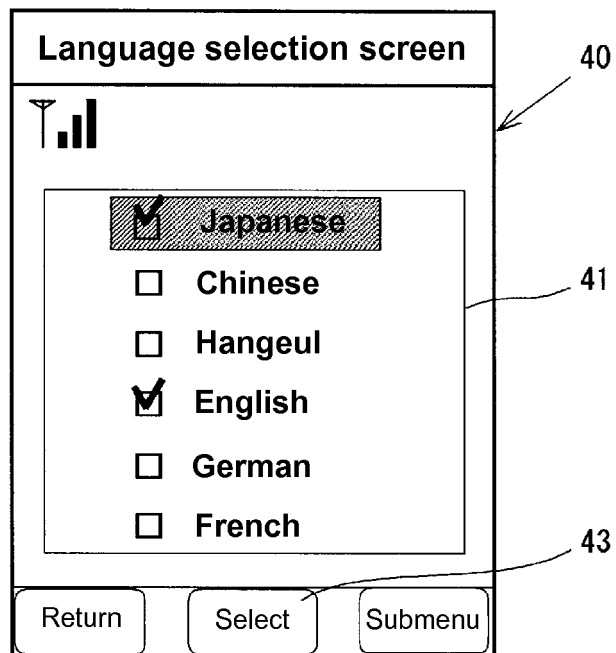 Language selection screen
40
Japanese
Chinese
41
Hangeul
English
German
French
43
Return Select Submenu